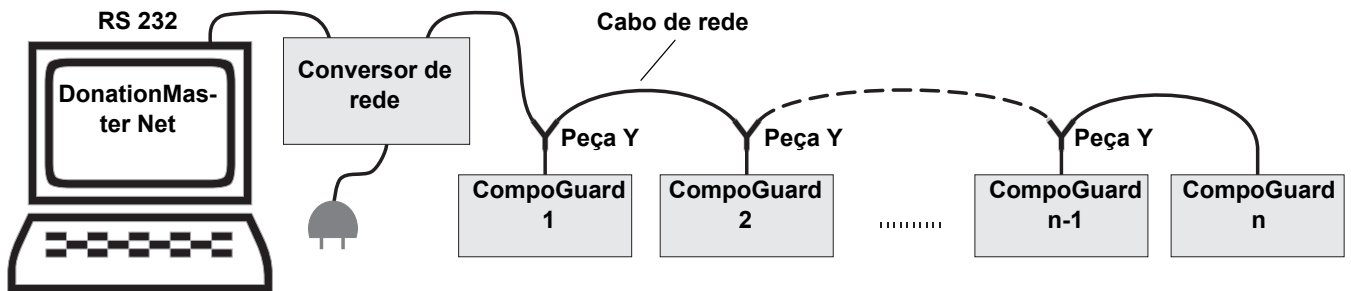 RS 232
DonationMas-
ter Net
Conversor de
rede
Cabo de rede
Peça Y
Peça Y
Peça Y
CompoGuard
1
CompoGuard
2
CompoGuard
n-1
CompoGuard
n